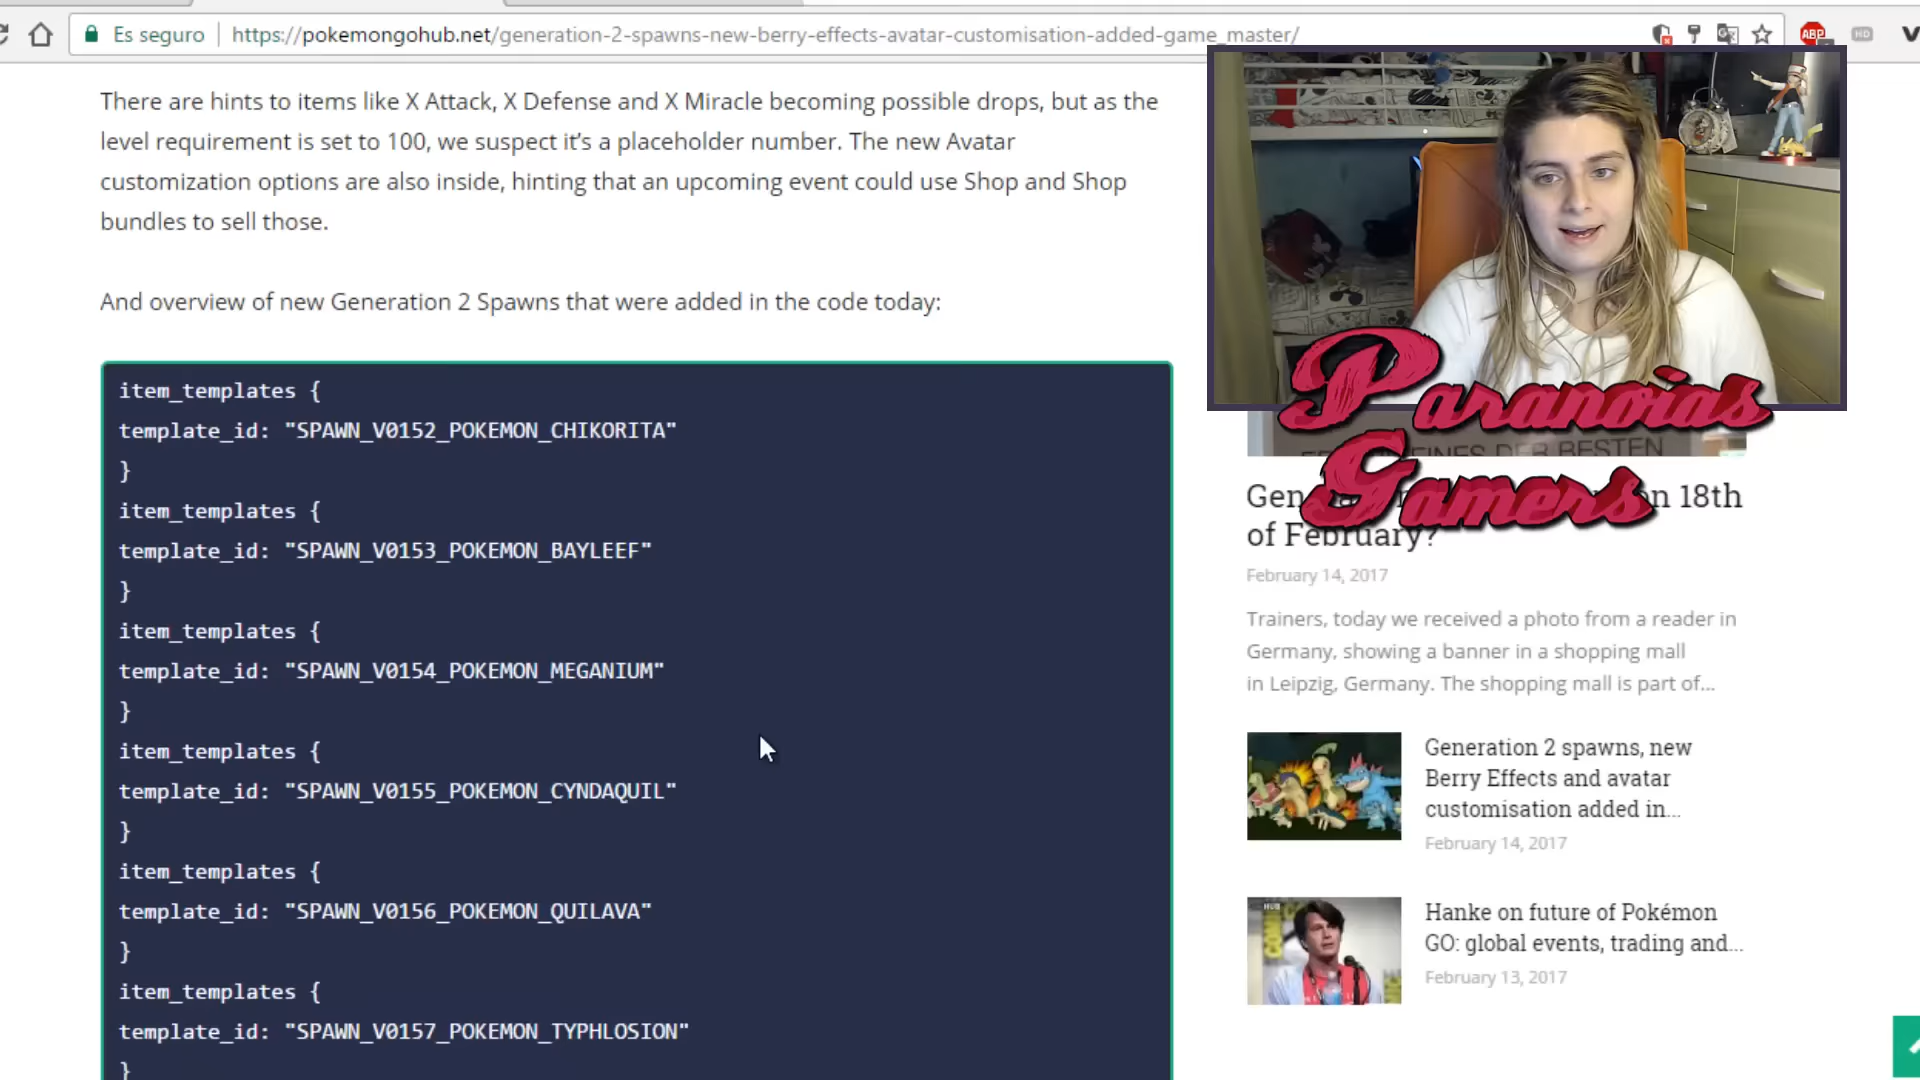 Es seguro https://pokemongohub.net/generation-2-spawns-new-berry-effects-avatar-customisation-added-game_master/
ABP
HD
There are hints to items like X Attack, X Defense and X Miracle becoming possible drops, but as the
level requirement is set to 100, we suspect it’s a placeholder number. The new Avatar
customization options are also inside, hinting that an upcoming event could use Shop and Shop
bundles to sell those.
And overview of new Generation 2 Spawns that were added in the code today:
item_templates {
template_id: "SPAWN_V0152_POKEMON_CHIKORITA"
}
item_templates {
template_id: "SPAWN_V0153_POKEMON_BAYLEEF"
}
item_templates {
template_id: "SPAWN_V0154_POKEMON_MEGANIUM"
}
item_templates {
template_id: "SPAWN_V0155_POKEMON_CYNDAQUIL"
}
item_templates {
template_id: "SPAWN_V0156_POKEMON_QUILAVA"
}
item_templates {
template_id: "SPAWN_V0157_POKEMON_TYPHLOSION"
}
Paranoias
Gamers
EINES DER BESTEN
on 18th
of February?
February 14, 2017
Trainers, today we received a photo from a reader in
Germany, showing a banner in a shopping mall
in Leipzig, Germany. The shopping mall is part of...
Generation 2 spawns, new
Berry Effects and avatar
customisation added in...
February 14, 2017
HUB
Hanke on future of Pokémon
GO: global events, trading and...
February 13, 2017